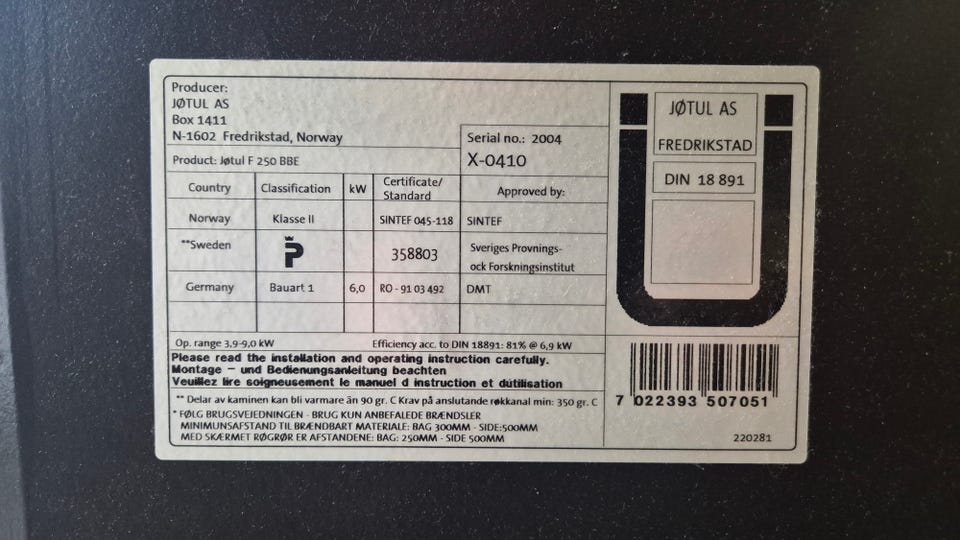 Producer:
JØTUL AS
Box 1411
N-1602 Fredrikstad, Norway
Product: Jøtul F 250 BBE
Serial no.: 2004
X-0410
Country Classification kW Certificate/ Standard Approved by:
Norway Klasse II SINTEF 045-118 SINTEF
**Sweden P 358803 Sveriges Provnings-
ock Forskningsinstitut
Germany Bauart 1 6,0 RO - 91 03 492 DMT
Op. range 3,9-9,0 kW Efficiency acc. to DIN 18891: 81% @ 6,9 kW
Please read the installation and operating instruction carefully.
Montage - und Bedienungsanleitung beachten
Veuillez lire soigneusement le manuel d instruction et dútilisation
** Delar av kaminen kan bli varmare än 90 gr. C Krav på anslutande røkkanal min: 350 gr. C
* FØLG BRUGSVEJEDNINGEN - BRUG KUN ANBEFALEDE BRÆNDSLER
MINIMUNSAFSTAND TIL BRÆNDBART MATERIALE: BAG 300MM - SIDE:500MM
MED SKÆRMET RØGRØR ER AFSTANDENE: BAG: 250MM - SIDE 500MM
JØTUL AS
FREDRIKSTAD
DIN 18 891
7 022393 507051
220281